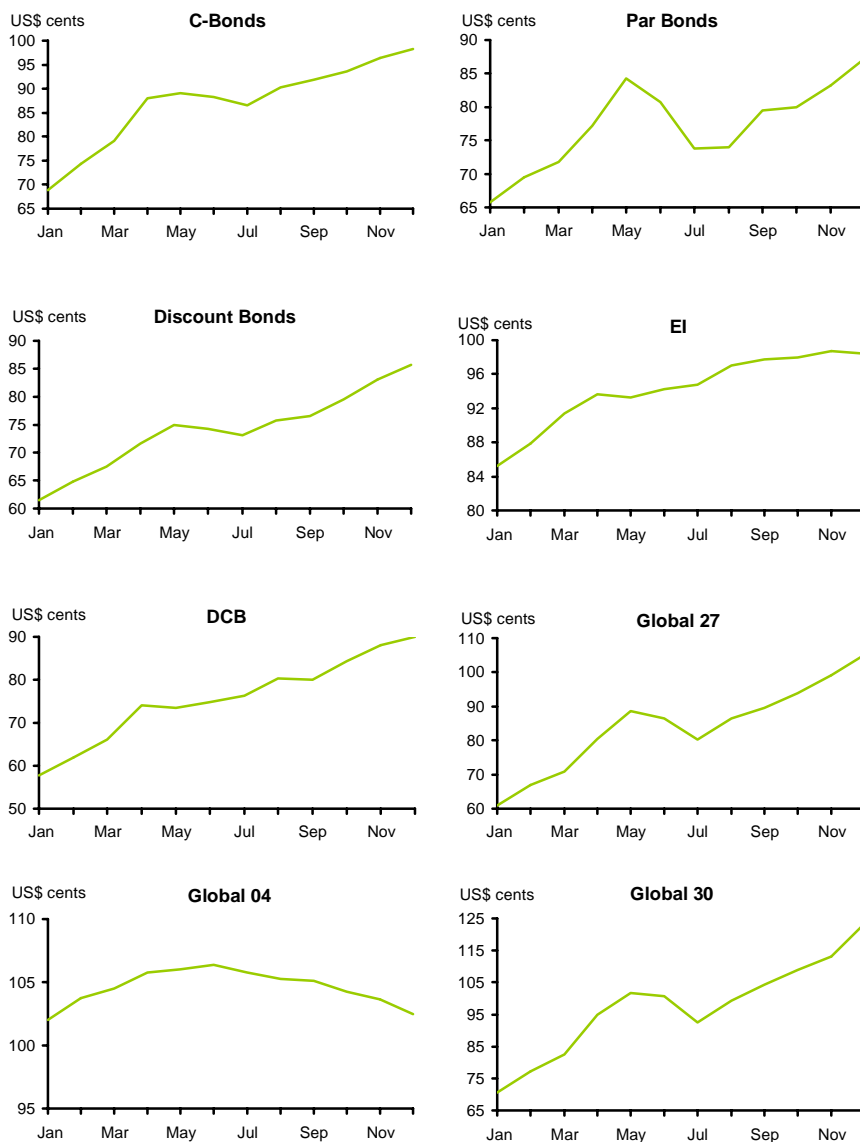 US$ cents
C-Bonds
100
95
90
85
80
75
70
65
Jan Mar May Jul Sep Nov
US$ cents
Par Bonds
90
85
80
75
70
65
Jan Mar May Jul Sep Nov
US$ cents
Discount Bonds
90
85
80
75
70
65
60
Jan Mar May Jul Sep Nov
US$ cents
EI
100
96
92
88
84
80
Jan Mar May Jul Sep Nov
US$ cents
DCB
90
80
70
60
50
Jan Mar May Jul Sep Nov
US$ cents
Global 27
110
100
90
80
70
60
Jan Mar May Jul Sep Nov
US$ cents
Global 04
110
105
100
95
Jan Mar May Jul Sep Nov
US$ cents
Global 30
125
115
105
95
85
75
65
Jan Mar May Jul Sep Nov